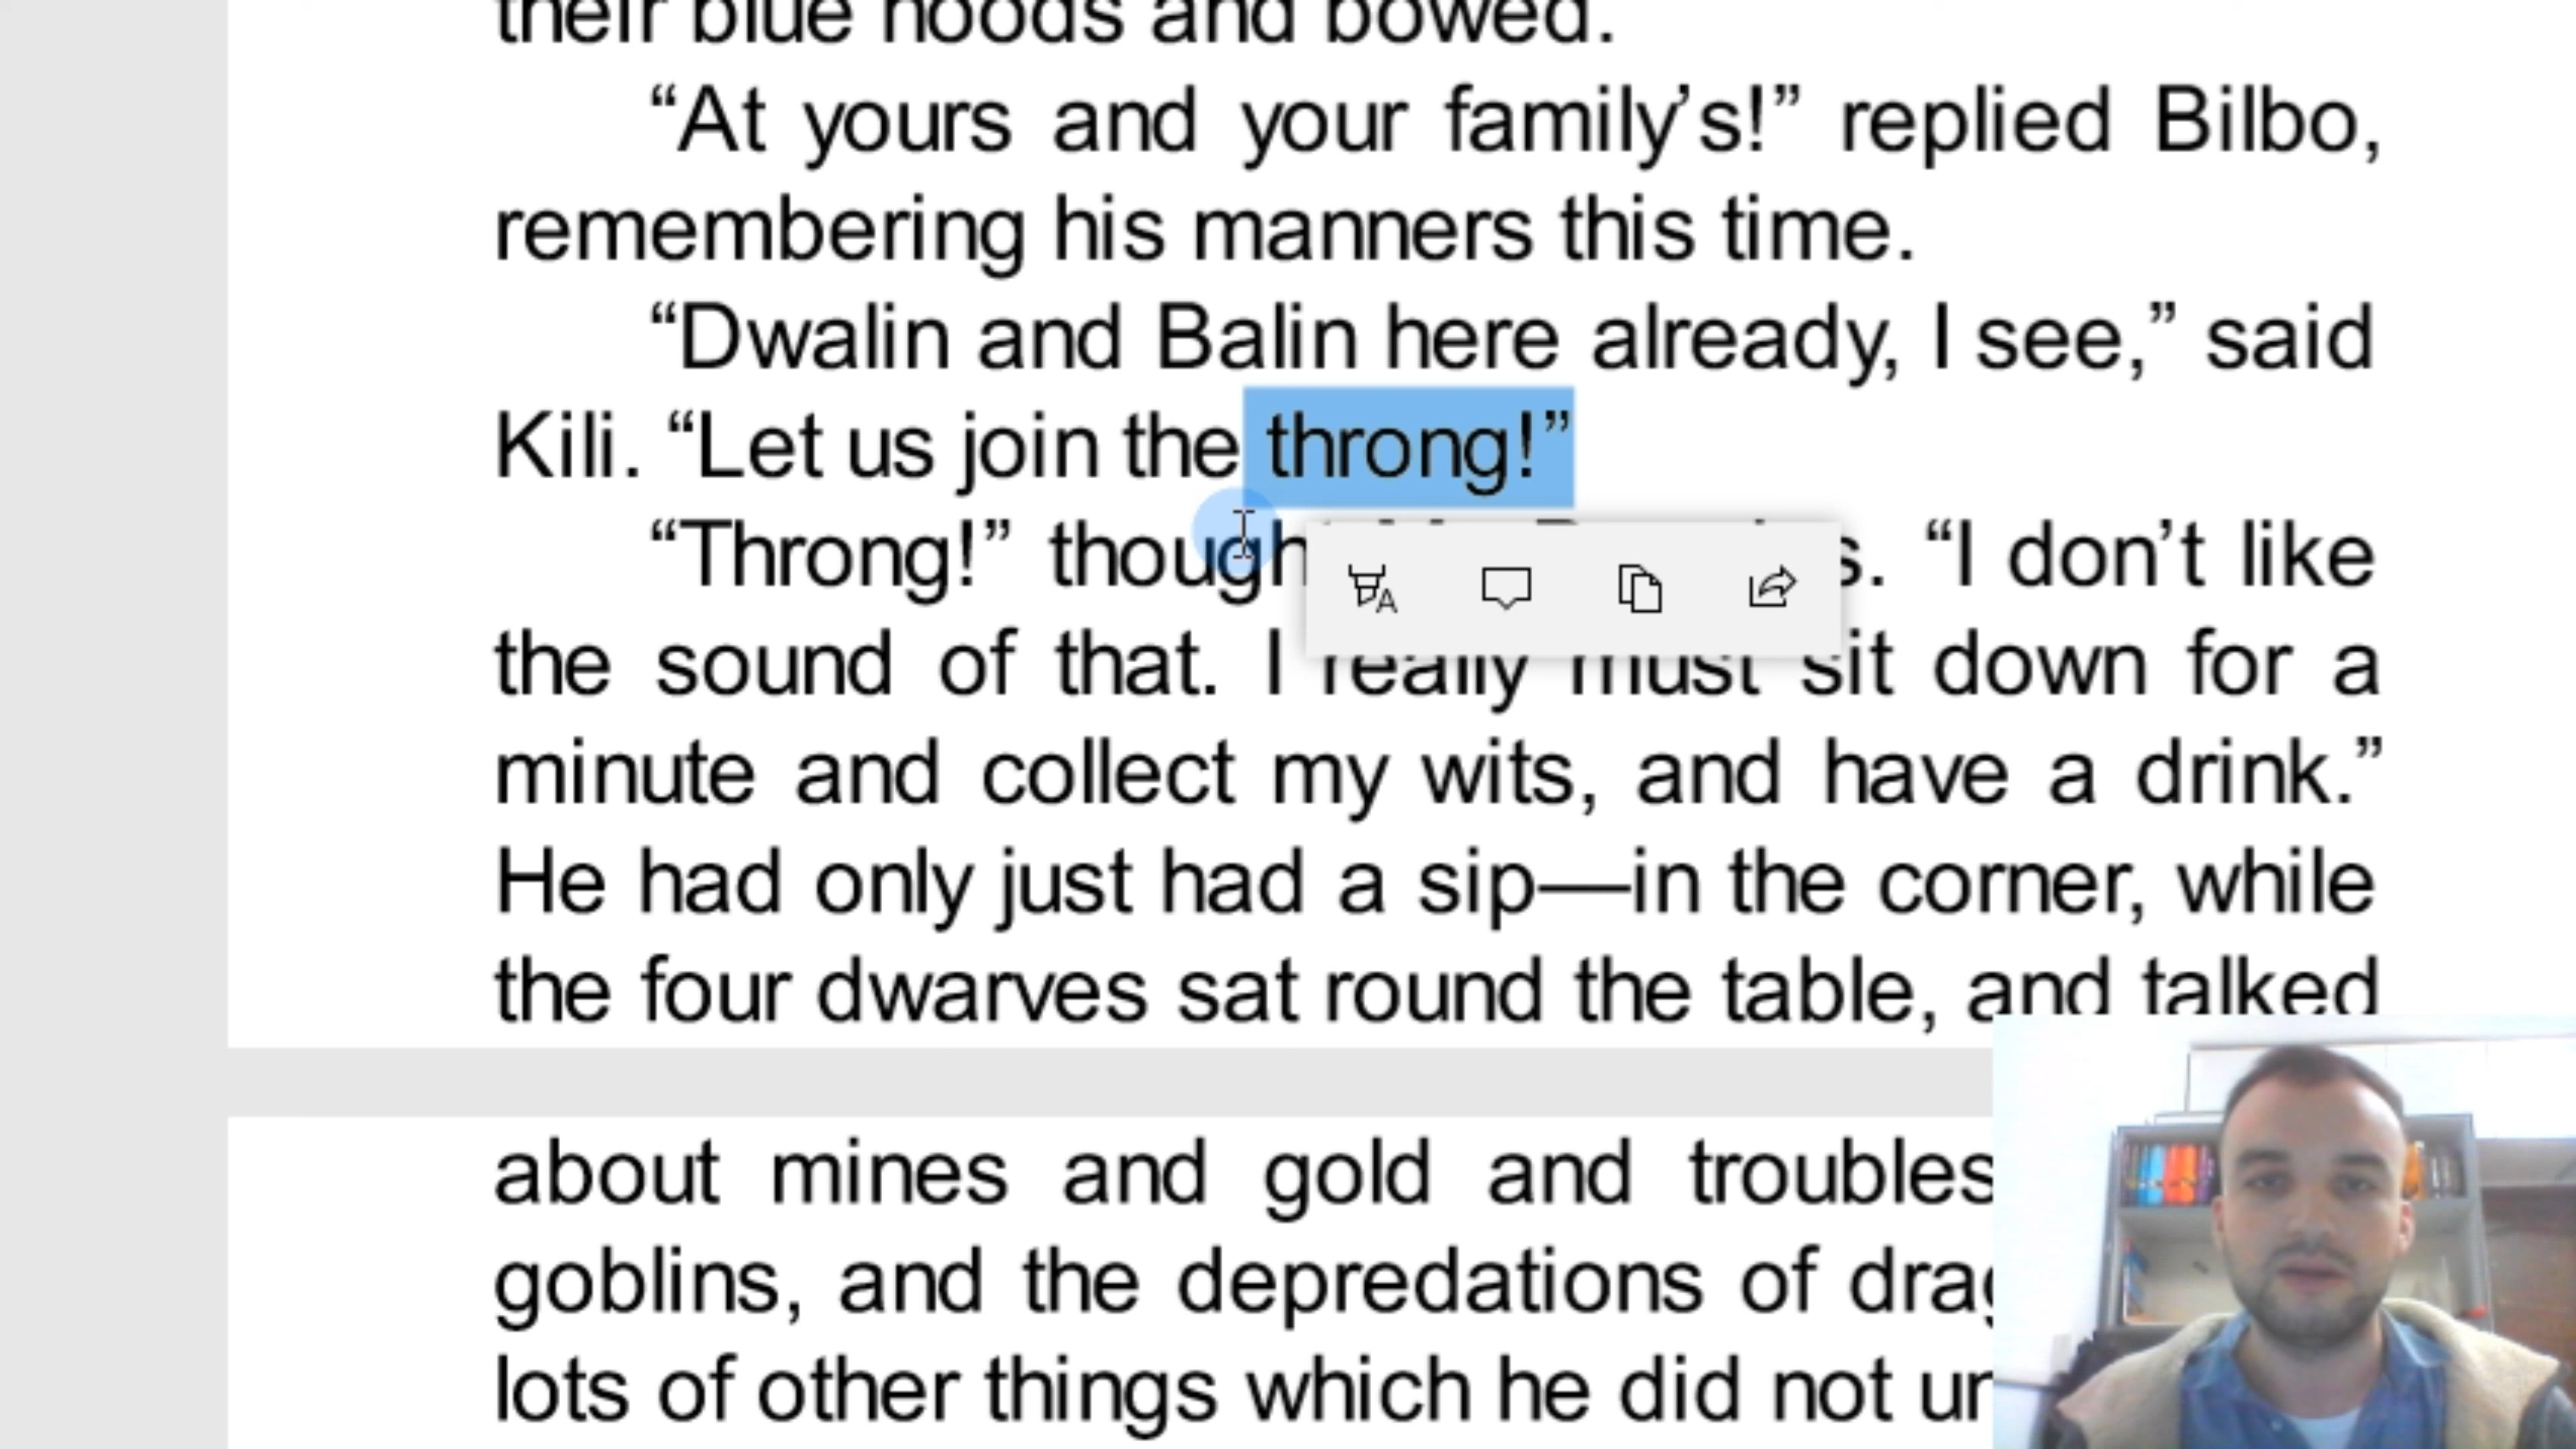 their blue hoods and bowed.
“At yours and your family’s!” replied Bilbo,
remembering his manners this time.
“Dwalin and Balin here already, I see,” said
Kili. “Let us join the throng!”
“Throng!” though s. “I don’t like
the sound of that. I really must sit down for a
minute and collect my wits, and have a drink.”
He had only just had a sip—in the corner, while
the four dwarves sat round the table, and talked
about mines and gold and troubles
goblins, and the depredations of
lots of other things which he did not